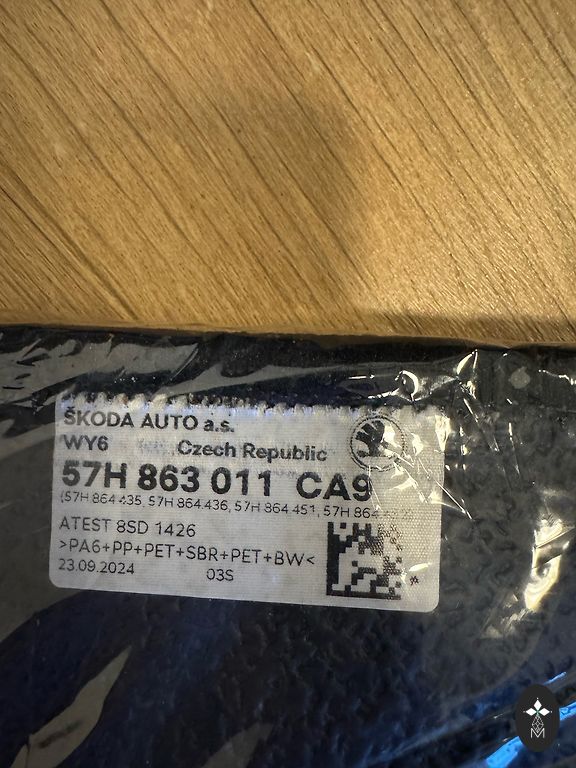 ŠKODA AUTO a.s.
WY6 Czech Republic
57H 863 011 CA9
(57H 864 435, 57H 864 436, 57H 864 451, 57H 864
ATEST 8SD 1426
>PA6+PP+PET+SBR+PET+BW<
23.09.2024 03S
M